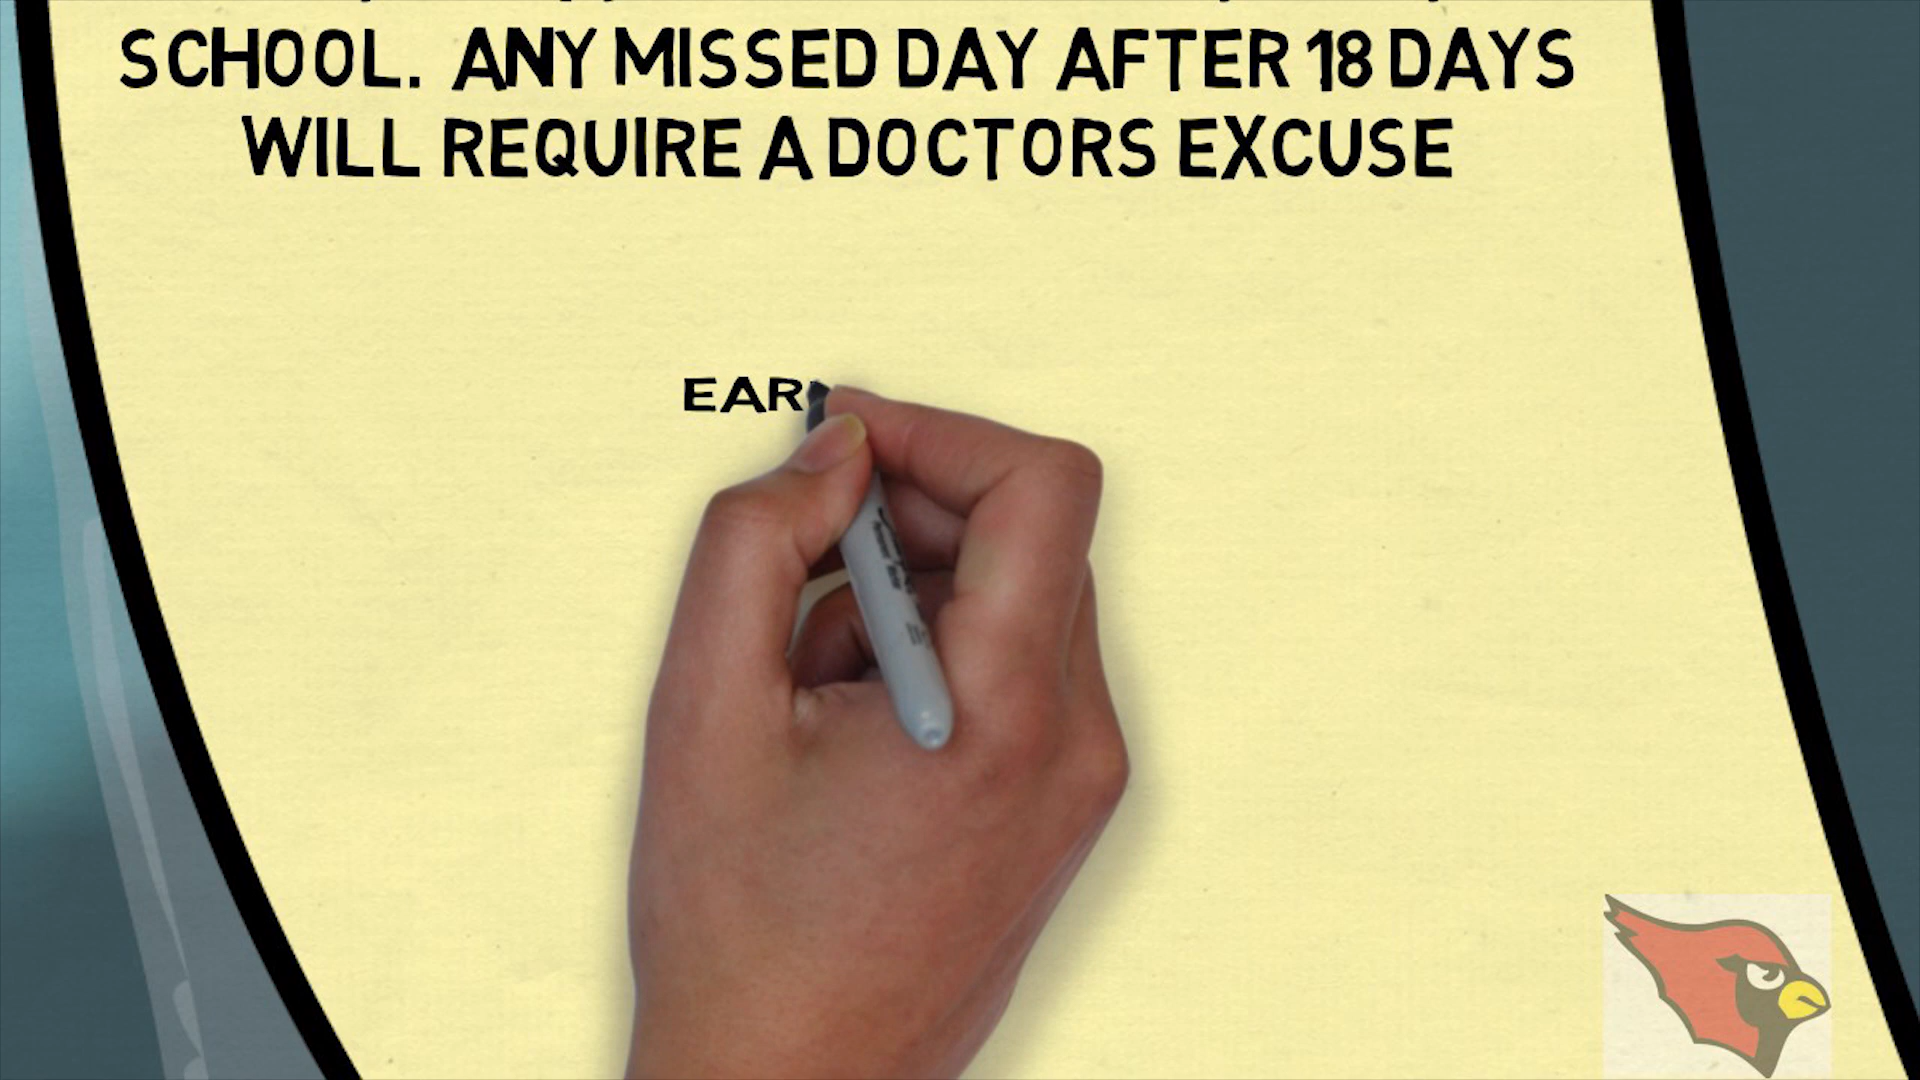 SCHOOL. ANY MISSED DAY AFTER 18 DAYS
WILL REQUIRE A DOCTORS EXCUSE
EAR